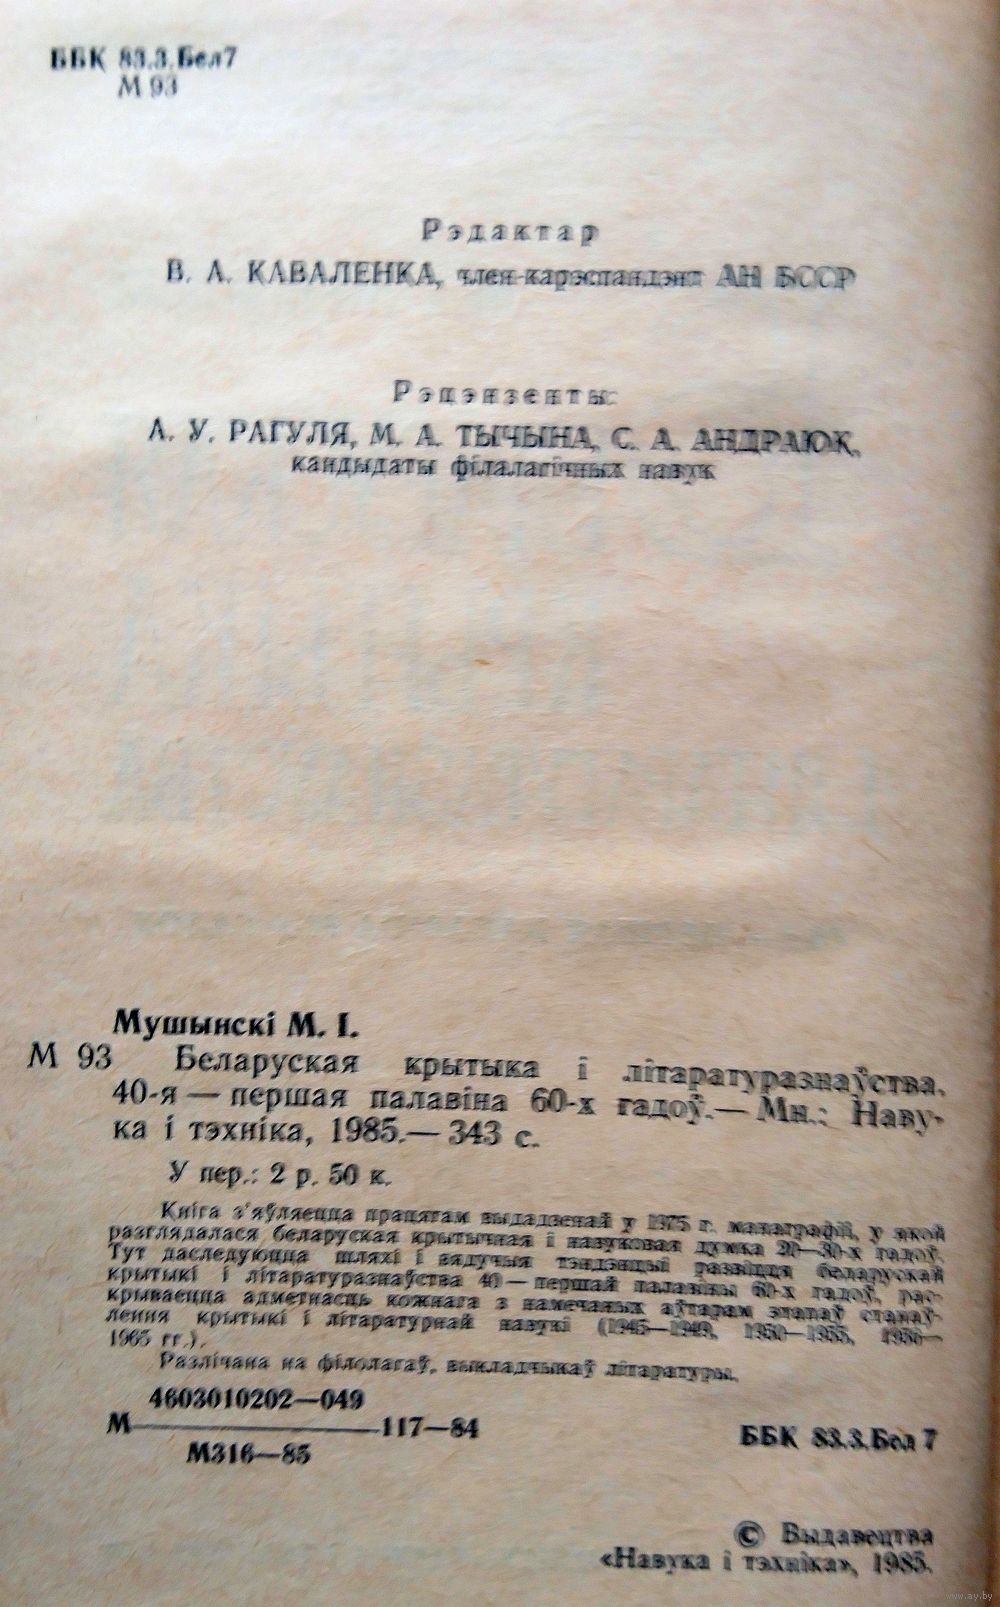 ББК 83.3.Бел7
М 93
Рэдактар
В. А. КАВАЛЕНКА, член-карэспандэнт АН БССР
Рэцэнзенты:
А. У. РАГУЛЯ, М. А. ТЫЧЫНА, С. А. АНДРАЮК,
кандыдаты філалагічных навук
Мушынскі М. І.
М 93 Беларуская крытыка і літаратуразнаўства.
40-я — першая палавіна 60-х гадоў.— Мн.: Наву-
ка і тэхніка, 1985.— 343 с.
У пер.: 2 р. 50 к.
Кніга з'яўляецца працягам выдадзенай у 1975 г. манаграфіі, у якой
разглядалася беларуская крытычная і навуковая думка 20—30-х гадоў.
Тут даследуюцца шляхі і вядучыя тэндэнцыі развіцця беларускай
крытыкі і літаратуразнаўства 40 — першай палавіны 60-х гадоў, рас-
крываецца адметнасць кожнага з намечаных аўтарам этапаў станаў-
лення крытыкі і літаратурнай навукі (1945—1949, 1950—1955, 1956—
1965 гг.).
Разлічана на філолагаў, выкладчыкаў літаратуры.
4603010202—049
М————117—84
М316—85
ББК 83.3.Бел 7
© Выдавецтва
«Навука і тэхніка», 1985.
www.ay.by